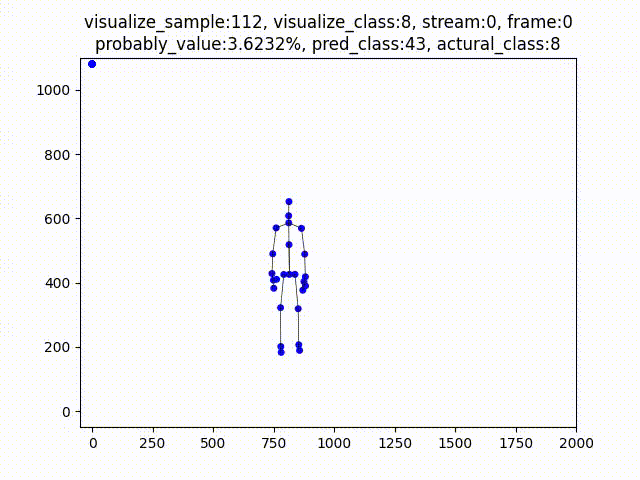 visualize_sample:112, visualize_class:8, stream:0, frame:0
probably_value:3.6232%, pred_class:43, actural_class:8
1000
800
600
400
200
0
0 250 500 750 1000 1250 1500 1750 2000